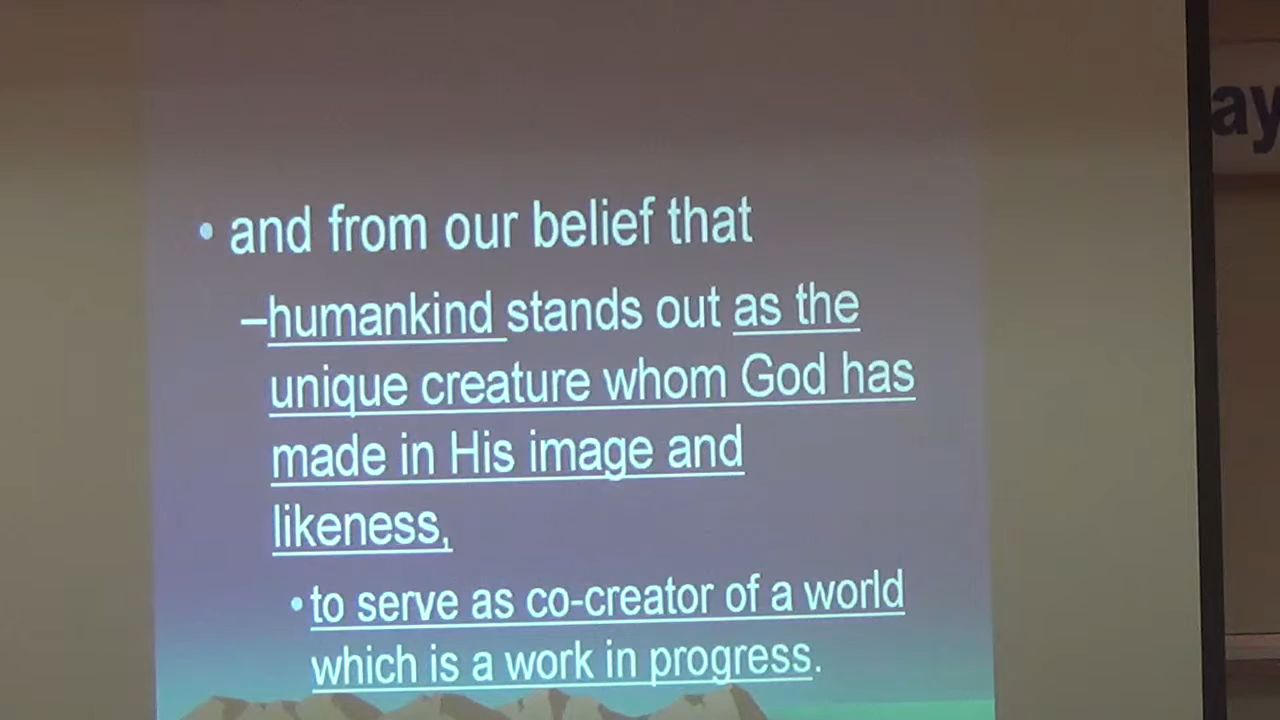 • and from our belief that
–humankind stands out as the
unique creature whom God has
made in His image and
likeness,
•to serve as co-creator of a world
which is a work in progress.
ay